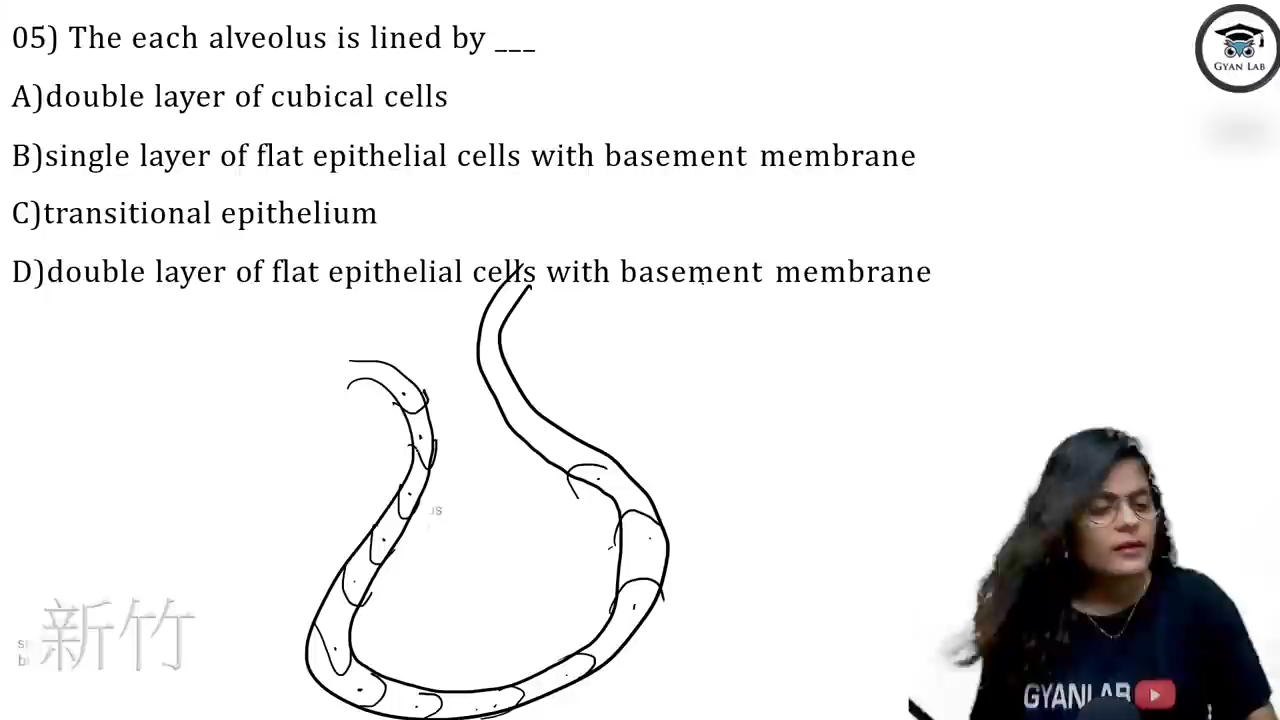 05) The each alveolus is lined by ___
GYAN LAB
A)double layer of cubical cells
B)single layer of flat epithelial cells with basement membrane
C)transitional epithelium
D)double layer of flat epithelial cells with basement membrane
us
新竹
GYANLAB